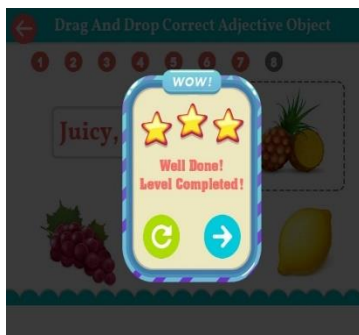 Drag And Drop Correct Adjective Object
1 2 3 4 5 6 7 8
WOW!
Juicy,
Well Done!
Level Completed!